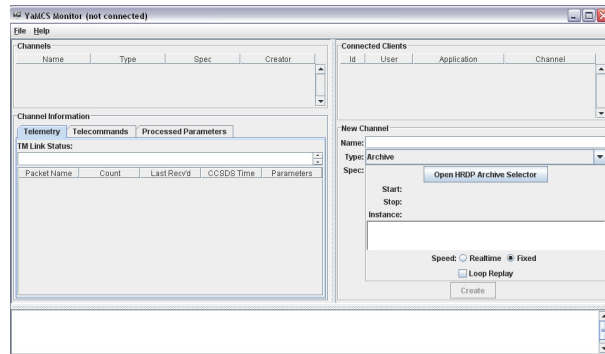 YaMCS Monitor (not connected)
File Help
Channels
Name Type Spec Creator
Channel Information
Telemetry Telecommands Processed Parameters
TM Link Status:
Packet Name Count Last Recv'd CCSDS Time Parameters
Connected Clients
Id User Application Channel
New Channel
Name:
Type: Archive
Spec: Open HRDP Archive Selector
Start:
Stop:
Instance:
Speed: Realtime Fixed
Loop Replay
Create